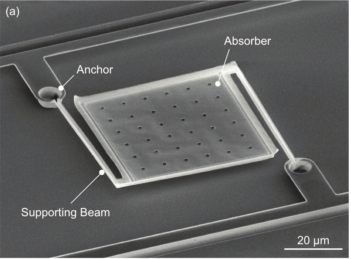 (a)
Absorber
Anchor
Supporting Beam
20 μm